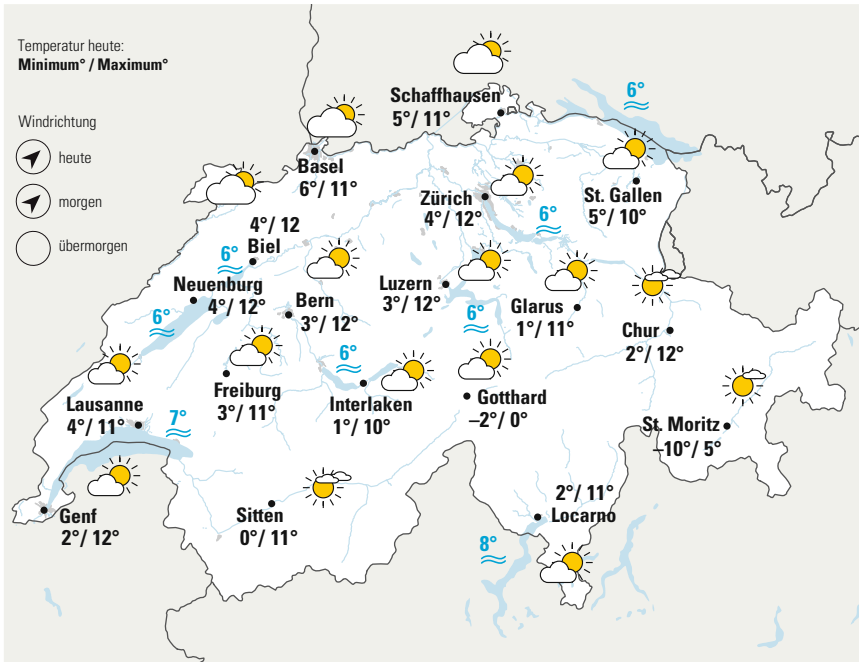 Temperatur heute:
Minimum° / Maximum°
Windrichtung
heute
morgen
übermorgen
Schaffhausen
5°/ 11°
6°
Basel
6°/ 11°
Zürich
4°/ 12°
St. Gallen
5°/ 10°
6°
4°/ 12
Biel
6°
Neuenburg
4°/ 12°
6°
Bern
3°/ 12°
Luzern
3°/ 12°
6°
Glarus
1°/ 11°
Chur
2°/ 12°
6°
Lausanne
4°/ 11°
7°
Freiburg
3°/ 11°
Interlaken
1°/ 10°
Gotthard
–2°/ 0°
St. Moritz
–10°/ 5°
Genf
2°/ 12°
Sitten
0°/ 11°
2°/ 11°
Locarno
8°